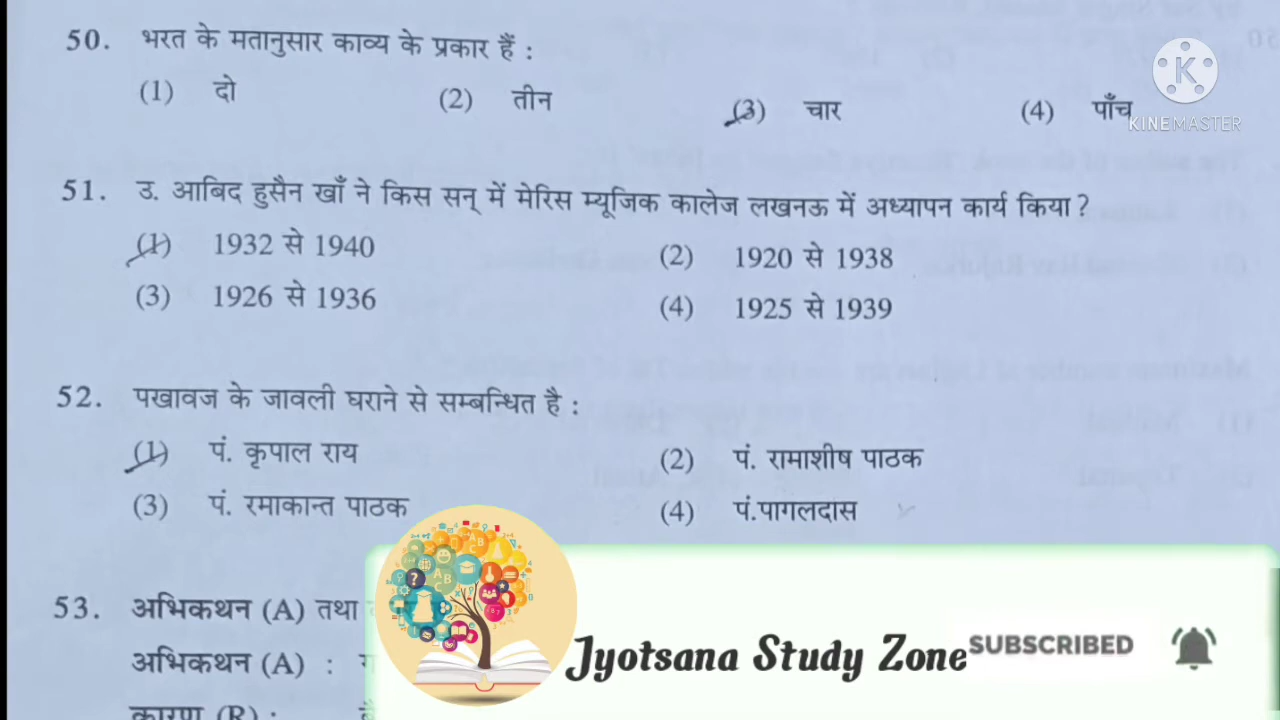 50. भरत के मतानुसार काव्य के प्रकार हैं :
(1) दो (2) तीन (3) चार (4) पाँच
K
KINEMASTER
51. उ. आबिद हुसैन खाँ ने किस सन् में मेरिस म्यूजिक कालेज लखनऊ में अध्यापन कार्य किया ?
(1) 1932 से 1940 (2) 1920 से 1938
(3) 1926 से 1936 (4) 1925 से 1939
52. पखावज के जावली घराने से सम्बन्धित है :
(1) पं. कृपाल राय (2) पं. रामाशीष पाठक
(3) पं. रमाकान्त पाठक (4) पं.पागलदास
53. अभिकथन (A) तथा
अभिकथन (A) :
कारण (R) :
Jyotsana Study Zone
SUBSCRIBED